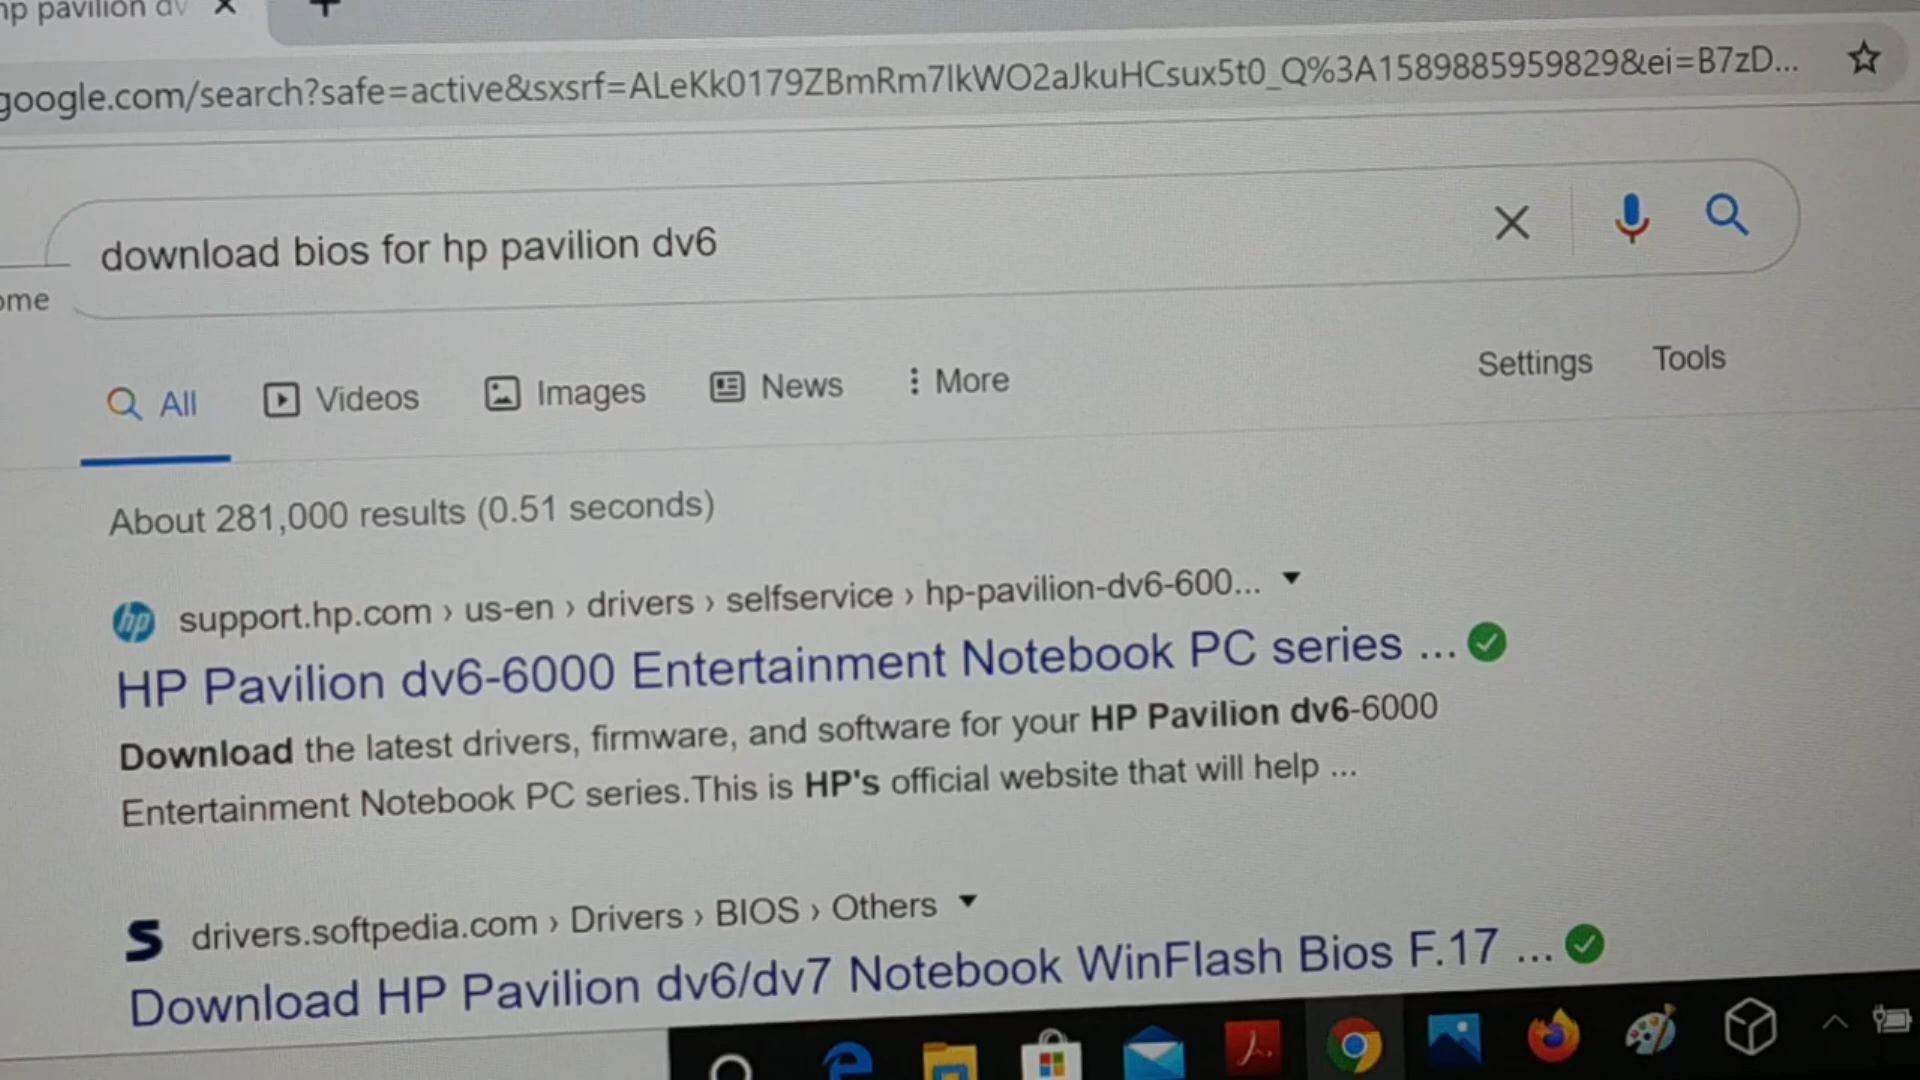 hp pavilion dv
google.com/search?safe=active&sxsrf=ALeKk0179ZBmRm7lkWO2aJkuHCsux5t0_Q%3A1589885959829&ei=B7zD...
download bios for hp pavilion dv6
ome
All Videos Images News More Settings Tools
About 281,000 results (0.51 seconds)
hp support.hp.com › us-en › drivers › selfservice › hp-pavilion-dv6-600...
HP Pavilion dv6-6000 Entertainment Notebook PC series ...
Download the latest drivers, firmware, and software for your HP Pavilion dv6-6000
Entertainment Notebook PC series.This is HP's official website that will help ...
S drivers.softpedia.com › Drivers › BIOS › Others
Download HP Pavilion dv6/dv7 Notebook WinFlash Bios F.17 ...